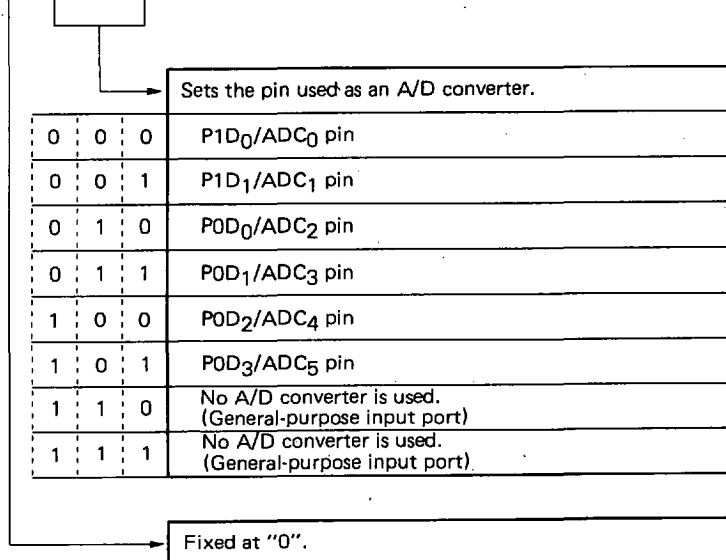 Sets the pin used as an A/D converter.
0 0 0 P1D0/ADC0 pin
0 0 1 P1D1/ADC1 pin
0 1 0 P0D0/ADC2 pin
0 1 1 P0D1/ADC3 pin
1 0 0 P0D2/ADC4 pin
1 0 1 P0D3/ADC5 pin
1 1 0 No A/D converter is used.
(General-purpose input port)
1 1 1 No A/D converter is used.
(General-purpose input port)
Fixed at "0".